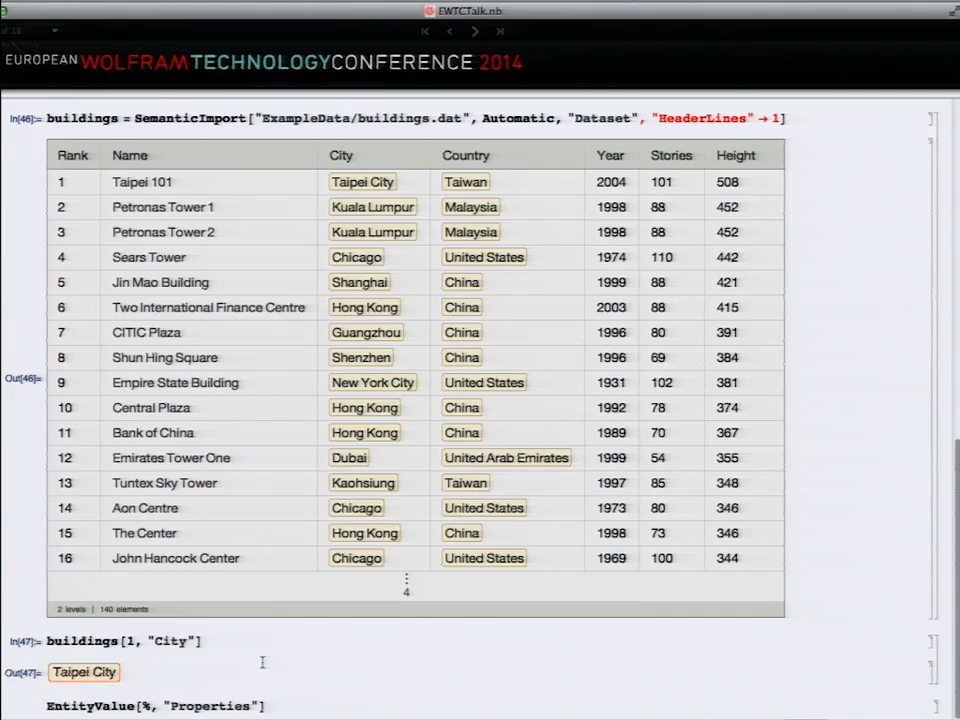 EWTCTalk.nb
of 18
EUROPEAN WOLFRAMTECHNOLOGYCONFERENCE 2014
In[46]:= buildings = SemanticImport["ExampleData/buildings.dat", Automatic, "Dataset", "HeaderLines" → 1]
Rank Name City Country Year Stories Height
1 Taipei 101 Taipei City Taiwan 2004 101 508
2 Petronas Tower 1 Kuala Lumpur Malaysia 1998 88 452
3 Petronas Tower 2 Kuala Lumpur Malaysia 1998 88 452
4 Sears Tower Chicago United States 1974 110 442
5 Jin Mao Building Shanghai China 1999 88 421
6 Two International Finance Centre Hong Kong China 2003 88 415
7 CITIC Plaza Guangzhou China 1996 80 391
8 Shun Hing Square Shenzhen China 1996 69 384
Out[46]=
9 Empire State Building New York City United States 1931 102 381
10 Central Plaza Hong Kong China 1992 78 374
11 Bank of China Hong Kong China 1989 70 367
12 Emirates Tower One Dubai United Arab Emirates 1999 54 355
13 Tuntex Sky Tower Kaohsiung Taiwan 1997 85 348
14 Aon Centre Chicago United States 1973 80 346
15 The Center Hong Kong China 1998 73 346
16 John Hancock Center Chicago United States 1969 100 344
⋮
4
2 levels | 140 elements
In[47]:= buildings[1, "City"]
Out[47]= Taipei City
EntityValue[%, "Properties"]